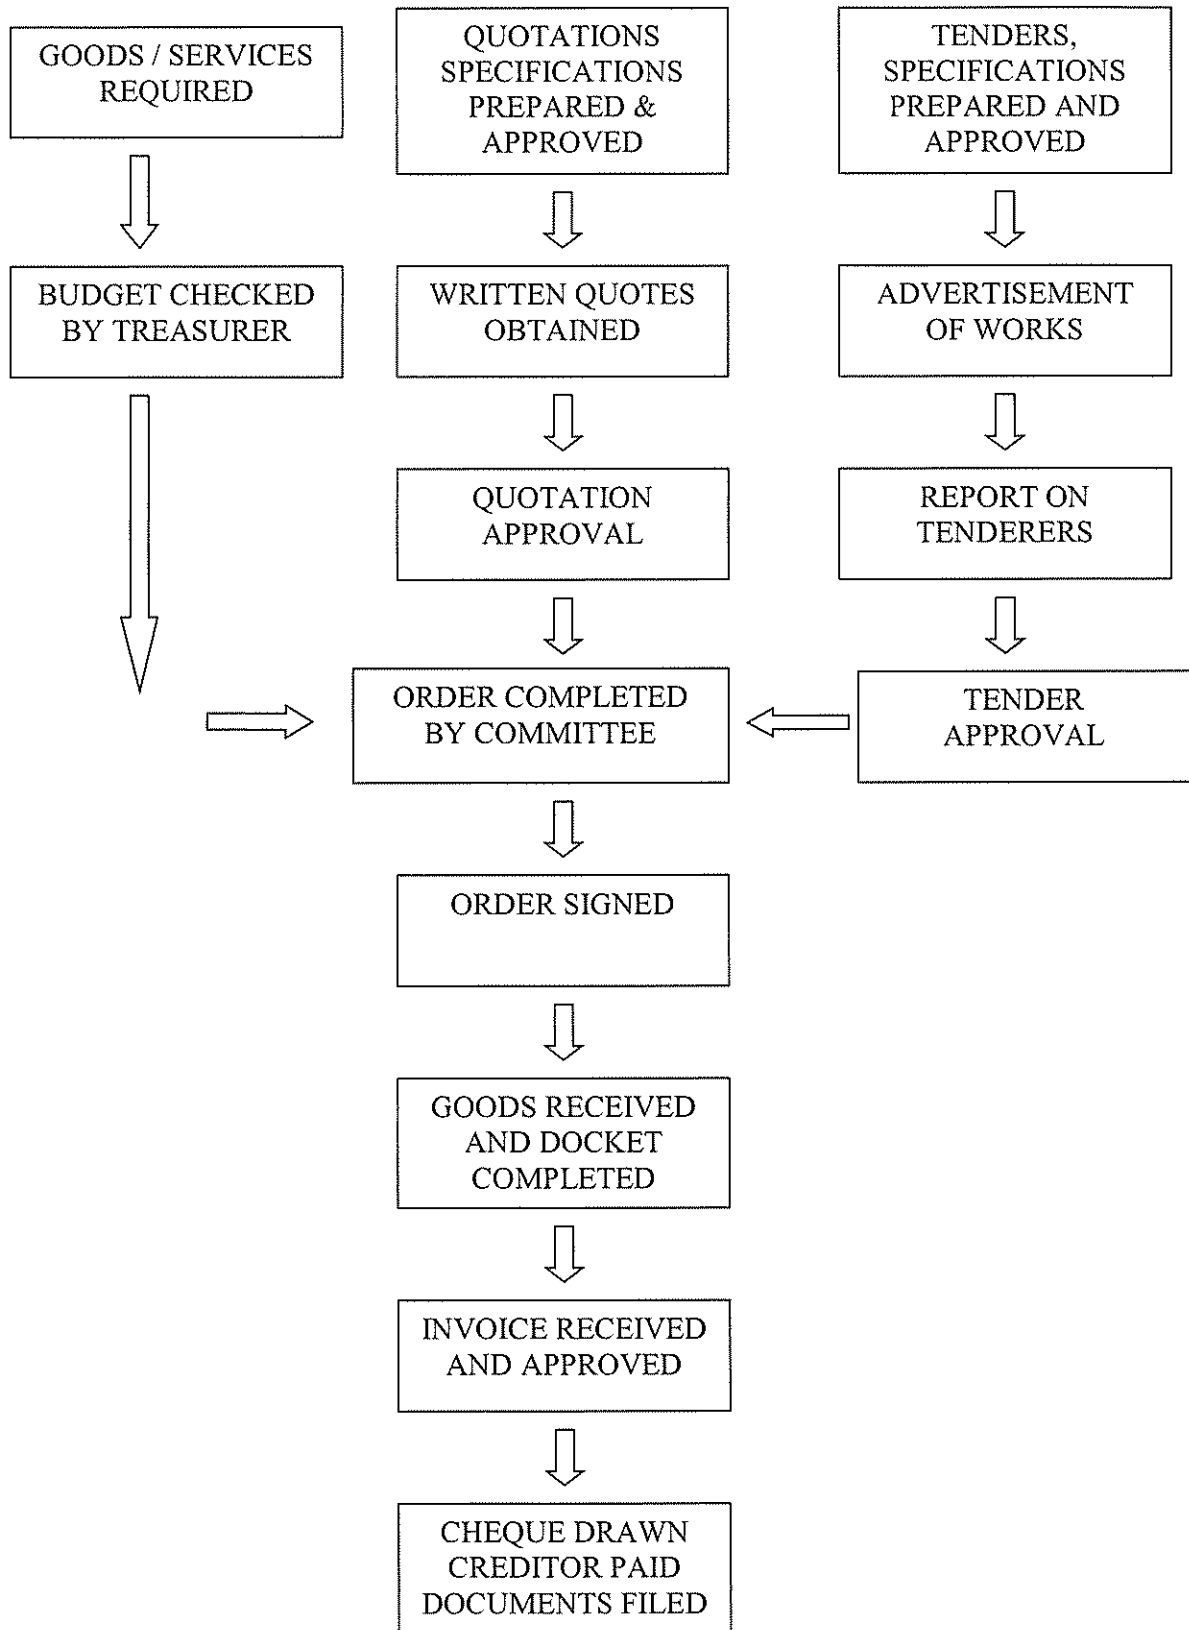 GOODS / SERVICES
REQUIRED
QUOTATIONS
SPECIFICATIONS
PREPARED &
APPROVED
TENDERS,
SPECIFICATIONS
PREPARED AND
APPROVED
BUDGET CHECKED
BY TREASURER
WRITTEN QUOTES
OBTAINED
ADVERTISEMENT
OF WORKS
QUOTATION
APPROVAL
REPORT ON
TENDERERS
ORDER COMPLETED
BY COMMITTEE
TENDER
APPROVAL
ORDER SIGNED
GOODS RECEIVED
AND DOCKET
COMPLETED
INVOICE RECEIVED
AND APPROVED
CHEQUE DRAWN
CREDITOR PAID
DOCUMENTS FILED